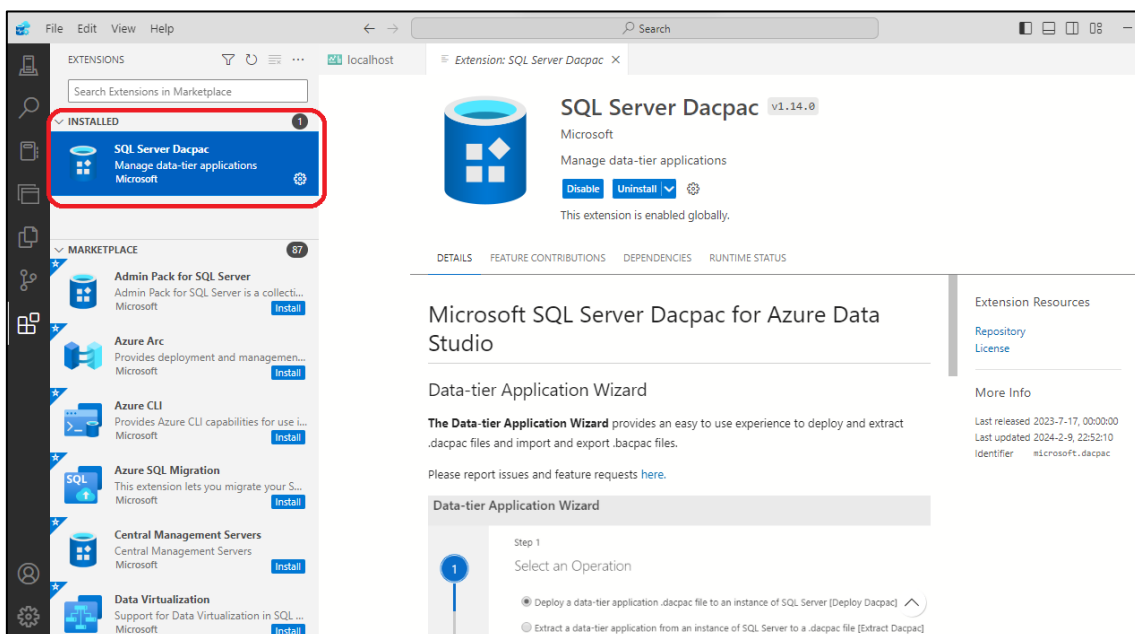 File Edit View Help
Search
EXTENSIONS
Search Extensions in Marketplace
INSTALLED
1
SQL Server Dacpac
Manage data-tier applications
Microsoft
MARKETPLACE
87
Admin Pack for SQL Server
Admin Pack for SQL Server is a collecti...
Microsoft
Install
Azure Arc
Provides deployment and managemen...
Microsoft
Install
Azure CLI
Provides Azure CLI capabilities for use i...
Microsoft
Install
SQL
Azure SQL Migration
This extension lets you migrate your S...
Microsoft
Install
Central Management Servers
Central Management Servers
Microsoft
Install
Data Virtualization
Support for Data Virtualization in SQL ...
Microsoft
Install
localhost
Extension: SQL Server Dacpac
SQL Server Dacpac v1.14.0
Microsoft
Manage data-tier applications
Disable Uninstall
This extension is enabled globally.
DETAILS FEATURE CONTRIBUTIONS DEPENDENCIES RUNTIME STATUS
Microsoft SQL Server Dacpac for Azure Data
Studio
Data-tier Application Wizard
The Data-tier Application Wizard provides an easy to use experience to deploy and extract
.dacpac files and import and export .bacpac files.
Please report issues and feature requests here.
Data-tier Application Wizard
1
Step 1
Select an Operation
Deploy a data-tier application .dacpac file to an instance of SQL Server [Deploy Dacpac]
Extract a data-tier application from an instance of SQL Server to a .dacpac file [Extract Dacpac]
Extension Resources
Repository
License
More Info
Last released 2023-7-17, 00:00:00
Last updated 2024-2-9, 22:52:10
Identifier microsoft.dacpac